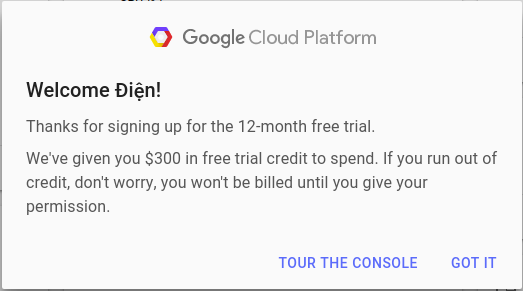 Google Cloud Platform
Welcome Điện!
Thanks for signing up for the 12-month free trial.
We've given you $300 in free trial credit to spend. If you run out of
credit, don't worry, you won't be billed until you give your
permission.
TOUR THE CONSOLE GOT IT